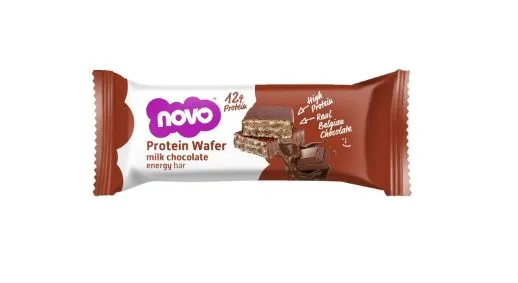 novo
12g
Protein
Protein Wafer
milk chocolate
energy bar
High
Protein
Real
Belgian
Chocolate